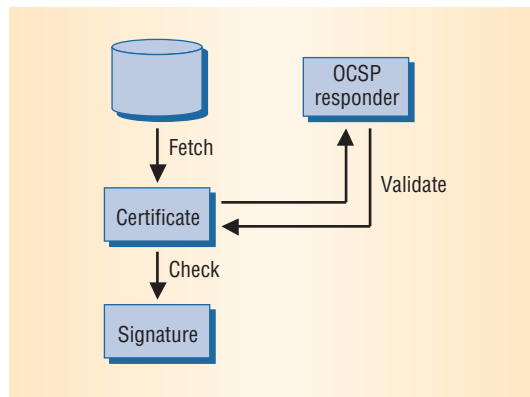 OCSP
responder
Fetch
Validate
Certificate
Check
Signature